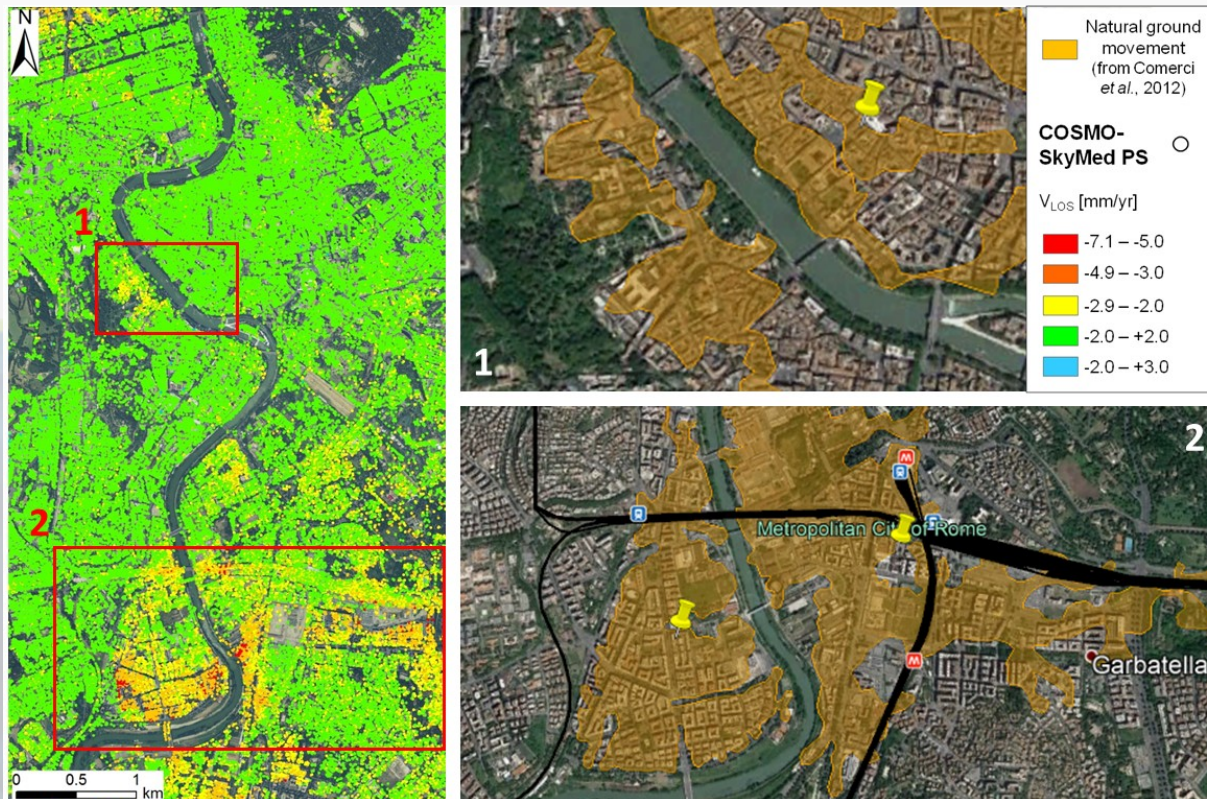 N
1
2
0 0.5 1
km
1
Natural ground
movement
(from Comerci
et al., 2012)
COSMO-
SkyMed PS
VLOS [mm/yr]
-7.1 – -5.0
-4.9 – -3.0
-2.9 – -2.0
-2.0 – +2.0
-2.0 – +3.0
2
M
Metropolitan City of Rome
M
Garbatella